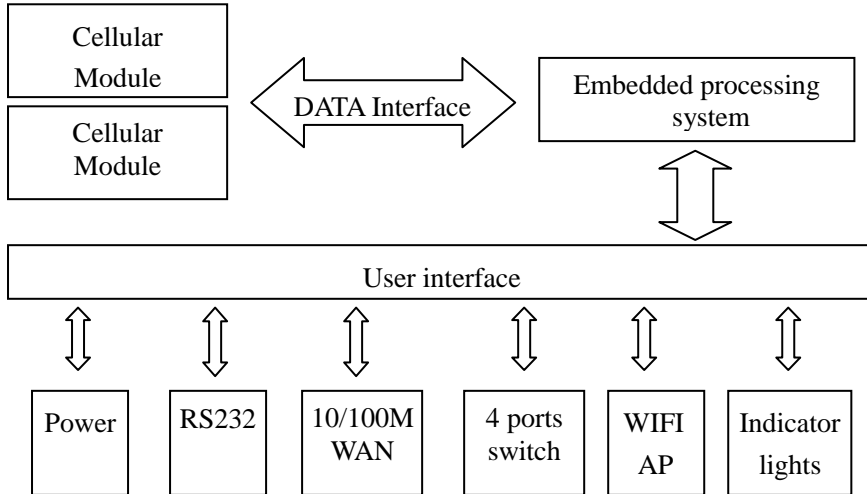 Cellular
Module
Cellular
Module
DATA Interface
Embedded processing
system
User interface
Power
RS232
10/100M
WAN
4 ports
switch
WIFI
AP
Indicator
lights